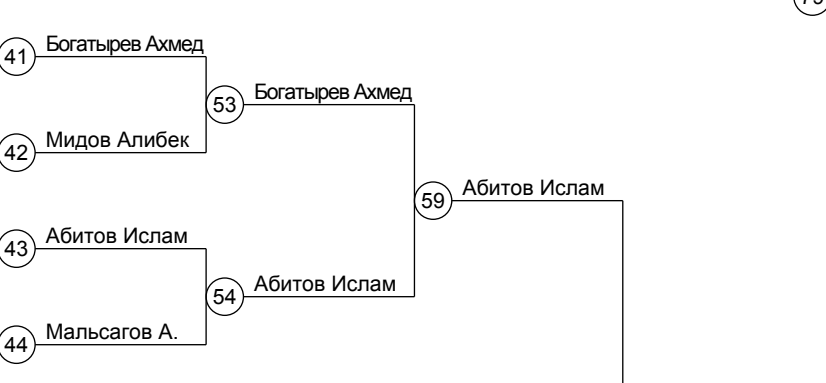 41 Богатырев Ахмед
53 Богатырев Ахмед
42 Мидов Алибек
59 Абитов Ислам
43 Абитов Ислам
54 Абитов Ислам
44 Мальсагов А.